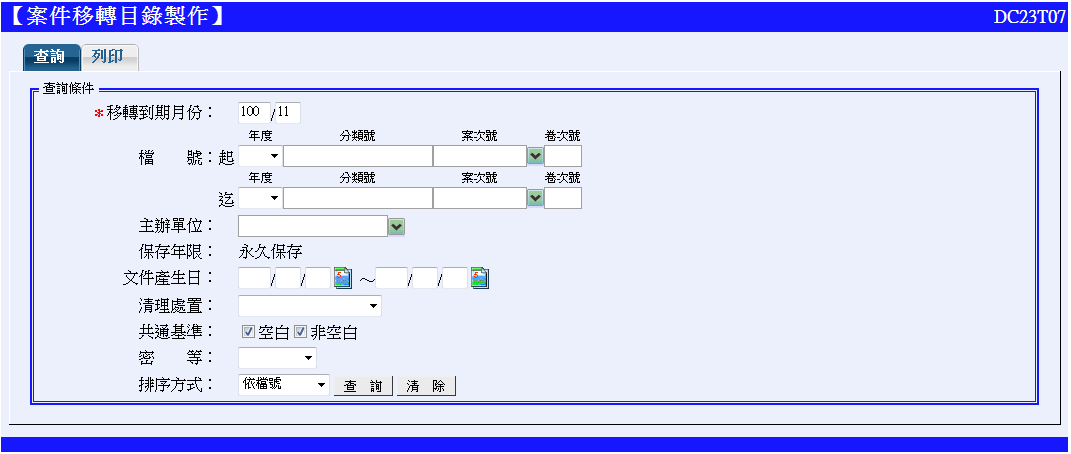 【案件移轉目錄製作】 DC23T07
查詢 列印
查詢條件
*移轉到期月份： 100 / 11
年度 分類號 案次號 卷次號
檔 號：起
年度 分類號 案次號 卷次號
迄
主辦單位：
保存年限： 永久保存
文件產生日： / / ～ / /
清理處置：
共通基準： 空白 非空白
密 等：
排序方式： 依檔號 查 詢 清 除